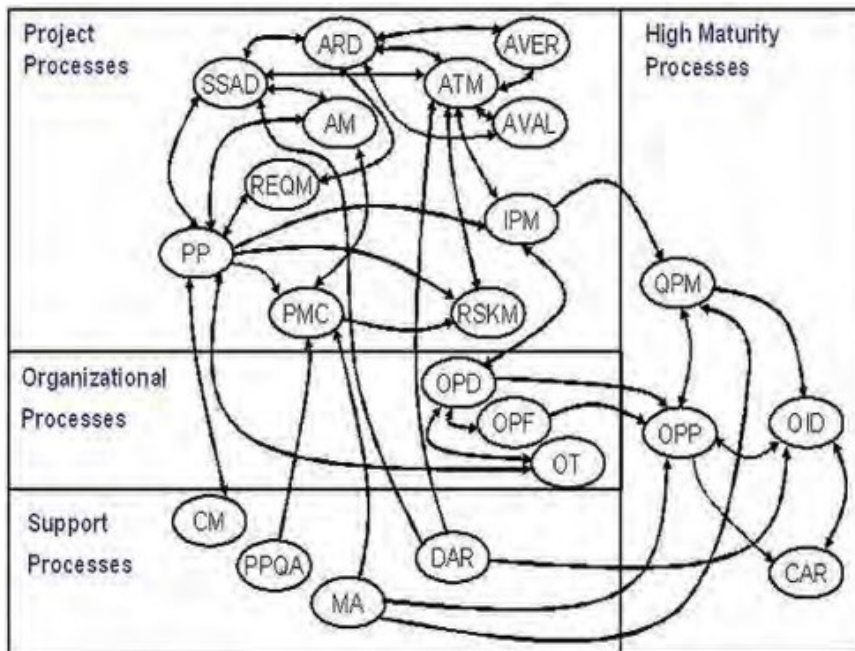 Project
Processes
ARD
AVER
High Maturity
Processes
SSAD
ATM
AM
AVAL
REQM
IPM
PP
QPM
PMC
RSKM
Organizational
Processes
OPD
OPF
OPP
OID
OT
Support
Processes
CM
PPQA
DAR
MA
CAR